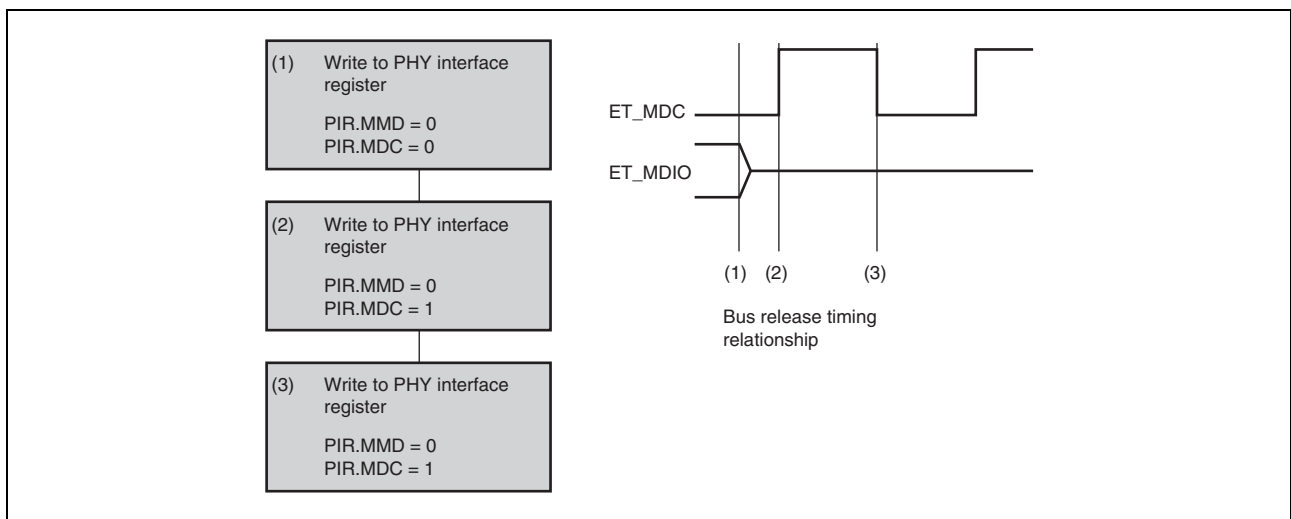 (1) Write to PHY interface
register
PIR.MMD = 0
PIR.MDC = 0
(2) Write to PHY interface
register
PIR.MMD = 0
PIR.MDC = 1
(3) Write to PHY interface
register
PIR.MMD = 0
PIR.MDC = 1
ET_MDC
ET_MDIO
(1) (2) (3)
Bus release timing
relationship